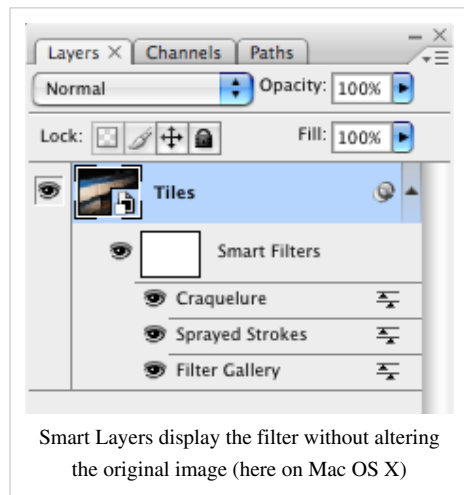 Layers × Channels Paths
Normal Opacity: 100%
Lock: Fill: 100%
Tiles
Smart Filters
Craquelure
Sprayed Strokes
Filter Gallery
Smart Layers display the filter without altering
the original image (here on Mac OS X)